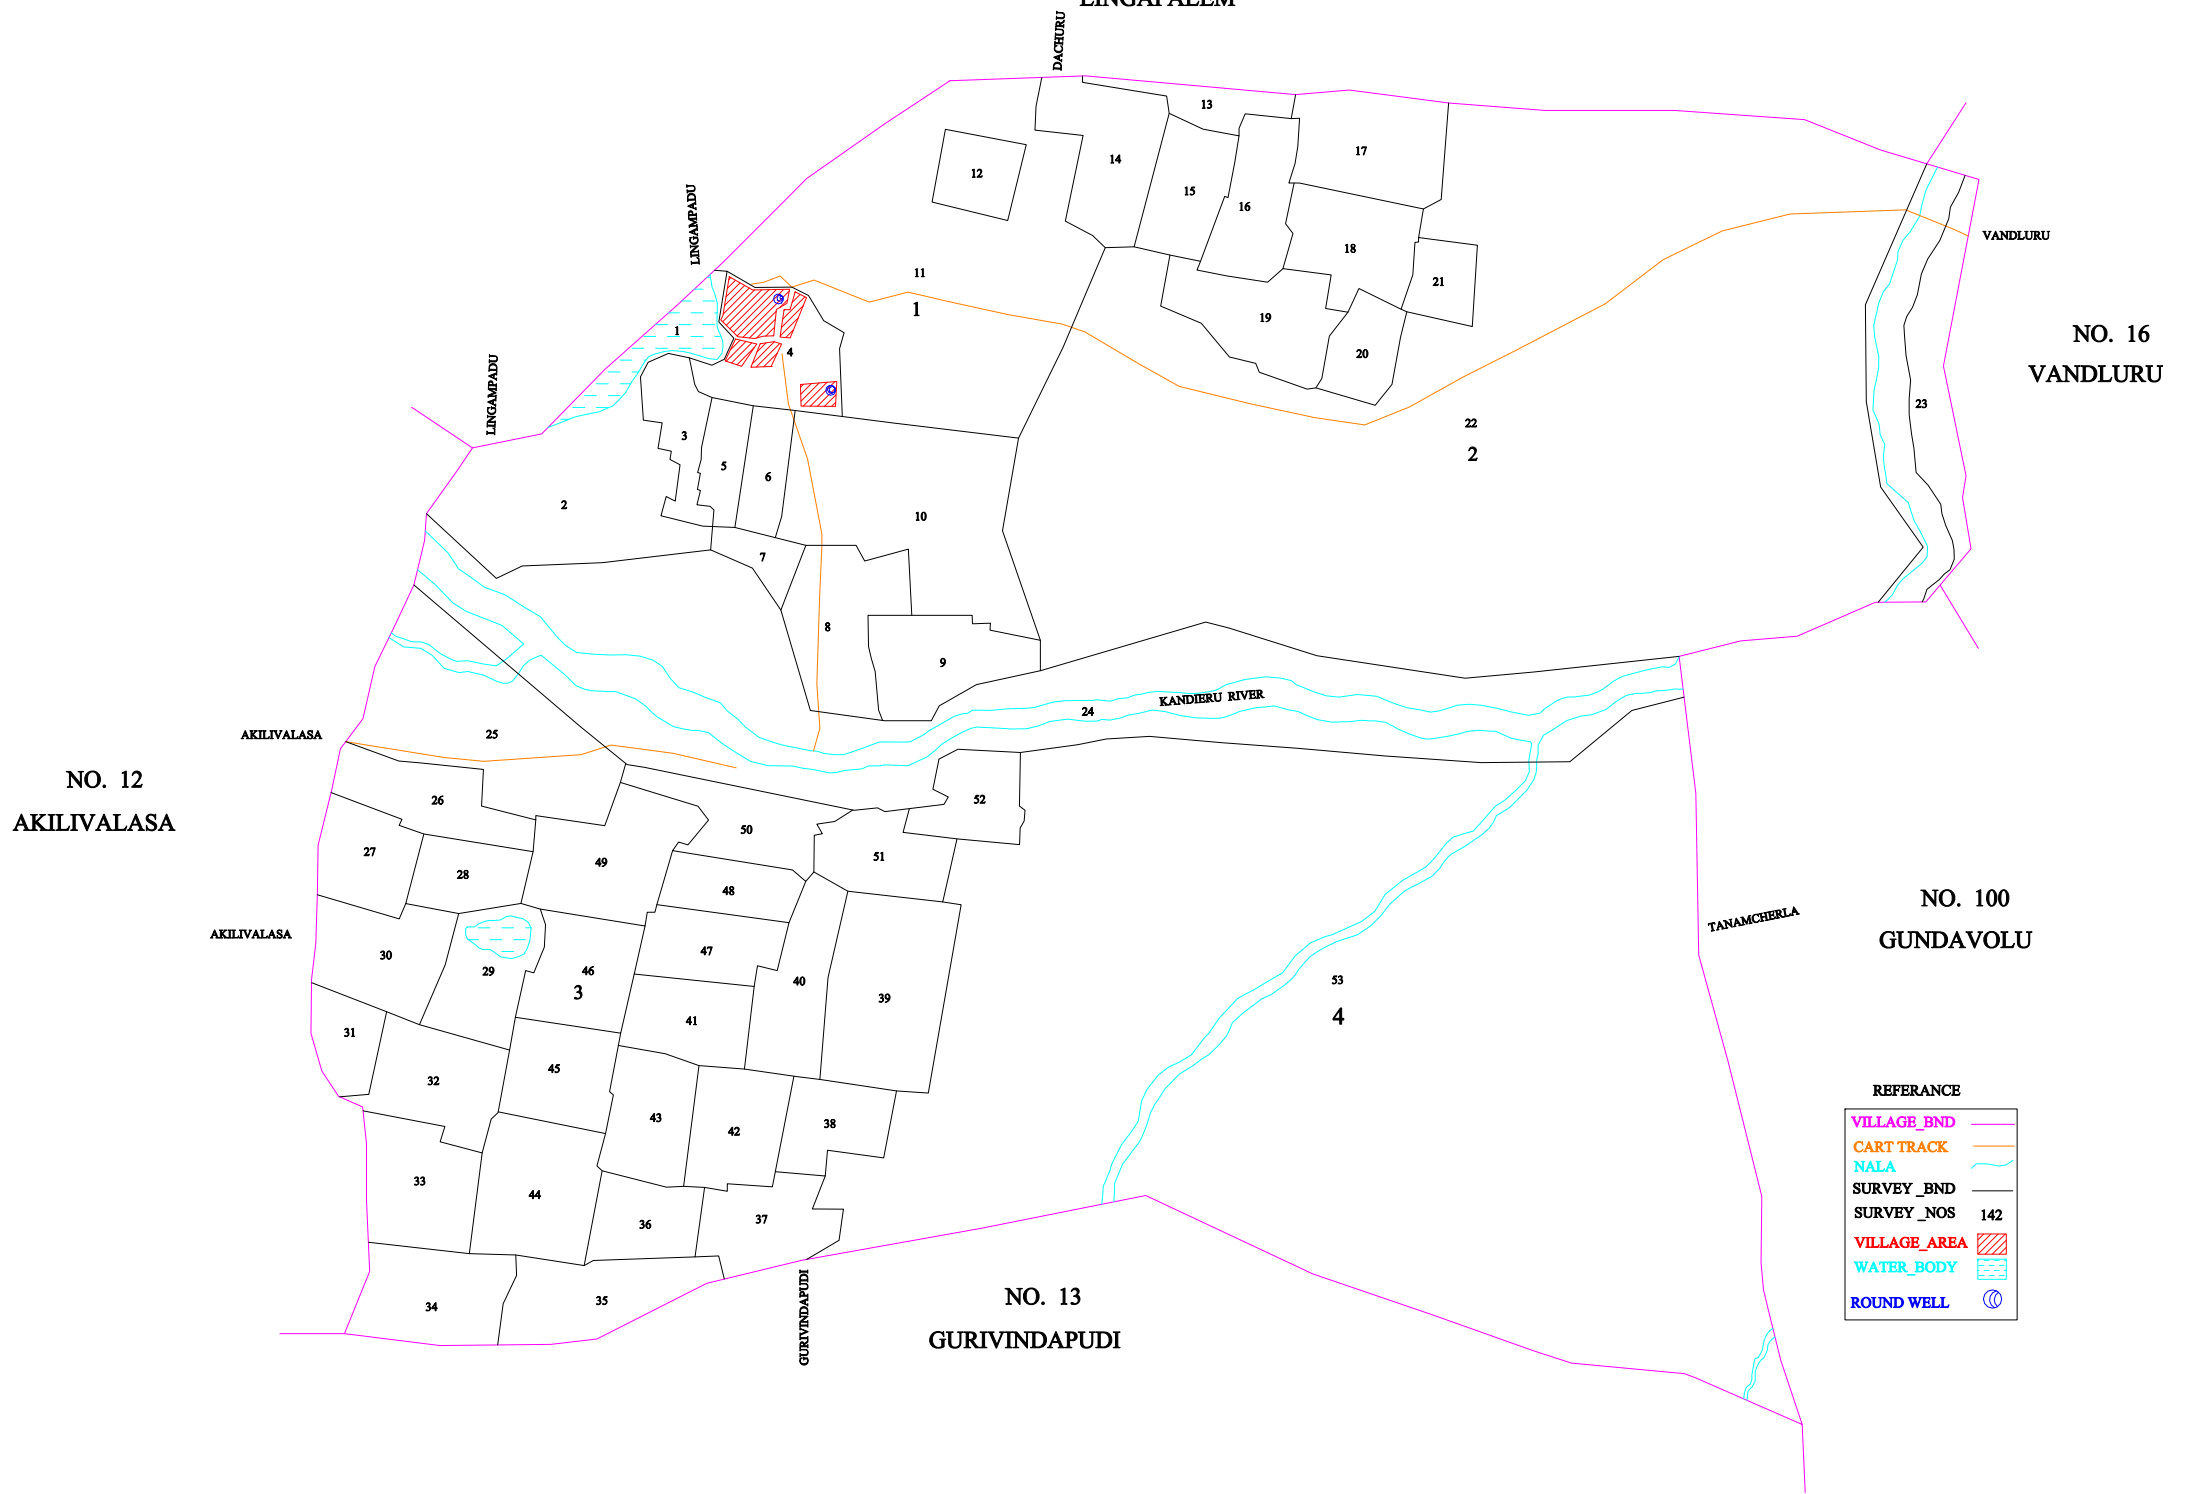 LINGAPALEM
DACHURU
13
14
12
15
16
17
LINGAMPADU
18
VANDLURU
11
1
21
19
20
1
4
NO. 16
VANDLURU
LINGAMPADU
23
22
2
3
5
6
2
10
7
8
9
KANDIERU RIVER
24
AKILIVALASA
25
NO. 12
AKILIVALASA
26
52
50
27
49
51
28
48
NO. 100
GUNDAVOLU
TANAMCHERLA
AKILIVALASA
30
29
46
3
47
40
39
53
4
31
41
32
45
43
42
38
33
44
36
37
34
35
GURIVINDAPUDI
NO. 13
GURIVINDAPUDI
REFERANCE
VILLAGE_BND
CART TRACK
NALA
SURVEY _BND
SURVEY _NOS 142
VILLAGE_AREA
WATER_BODY
ROUND WELL